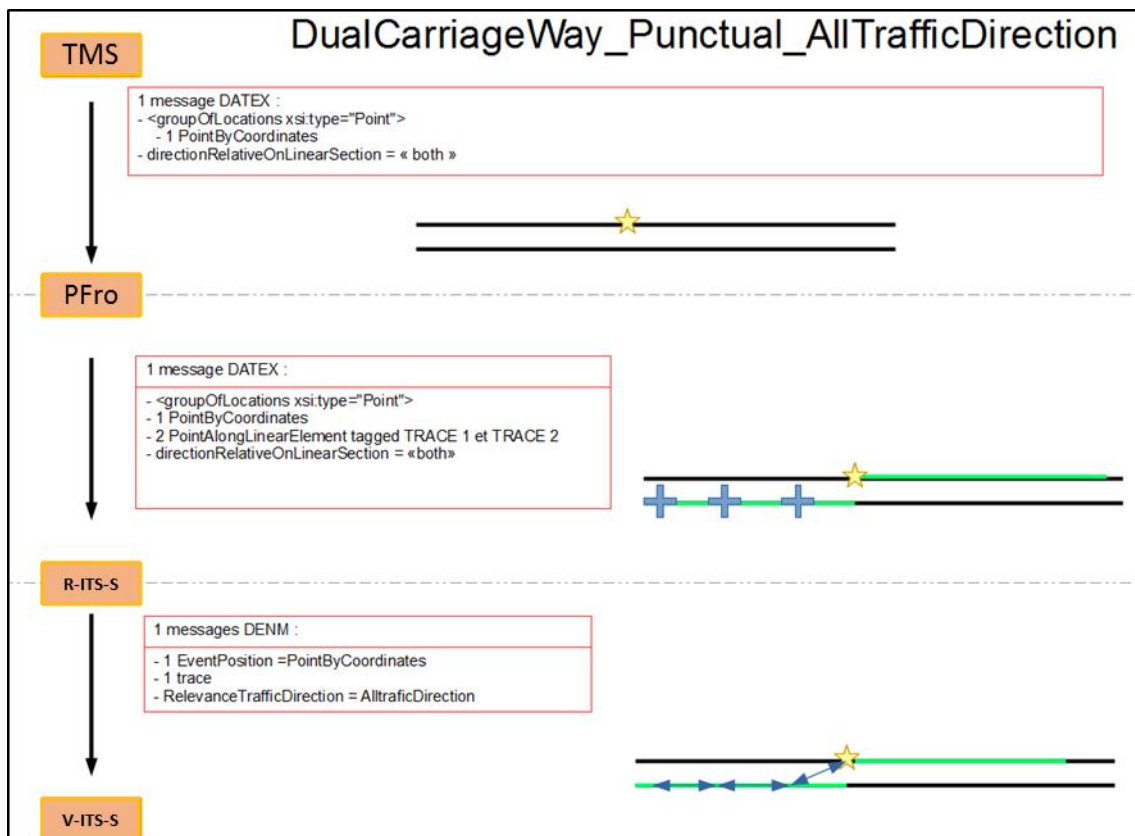 DualCarriageWay_Punctual_AllTrafficDirection
TMS
1 message DATEX :
- <groupOfLocations xsi:type="Point">
- 1 PointByCoordinates
- directionRelativeOnLinearSection = « both »
PFro
1 message DATEX :
- <groupOfLocations xsi:type="Point">
- 1 PointByCoordinates
- 2 PointAlongLinearElement tagged TRACE 1 et TRACE 2
- directionRelativeOnLinearSection = «both»
R-ITS-S
1 messages DENM :
- 1 EventPosition =PointByCoordinates
- 1 trace
- RelevanceTrafficDirection = AlltraficDirection
V-ITS-S